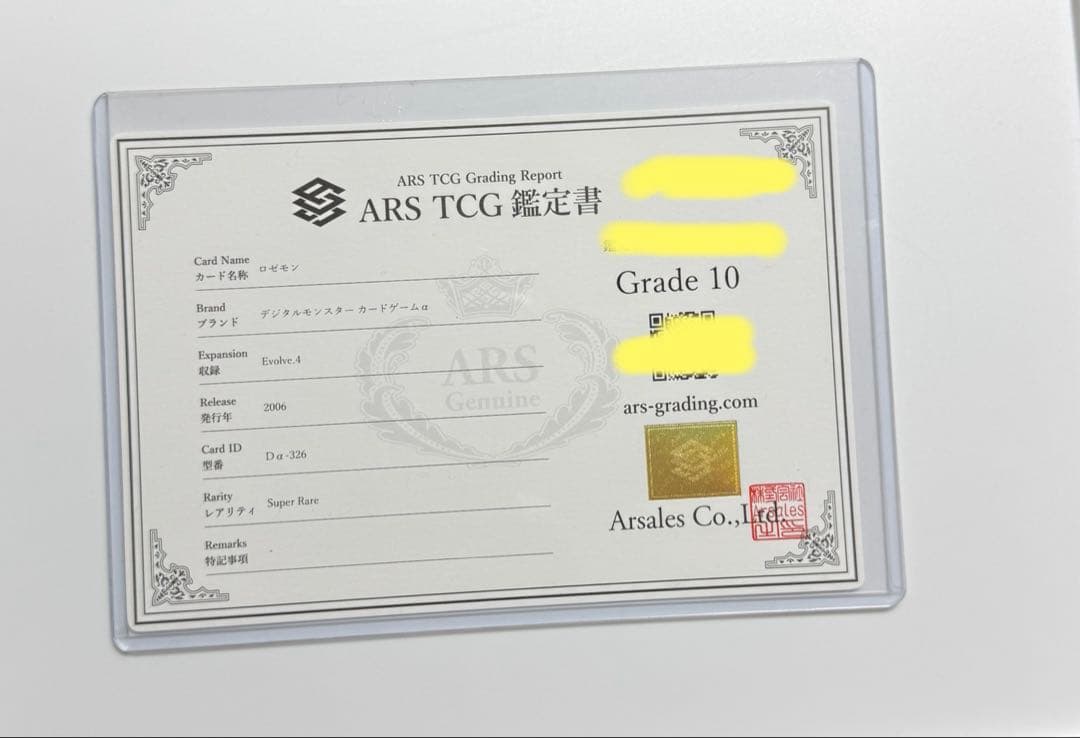 ARS TCG Grading Report
ARS TCG 鑑定書
Card Name
カード名称
ロゼモン
Brand
ブランド
デジタルモンスター カードゲームα
Expansion
収録
Evolve.4
Release
発行年
2006
Card ID
型番
Dα-326
Rarity
レアリティ
Super Rare
Remarks
特記事項
ARS
Genuine
Grade 10
ars-grading.com
Arsales Co.,Ltd.
Arsales